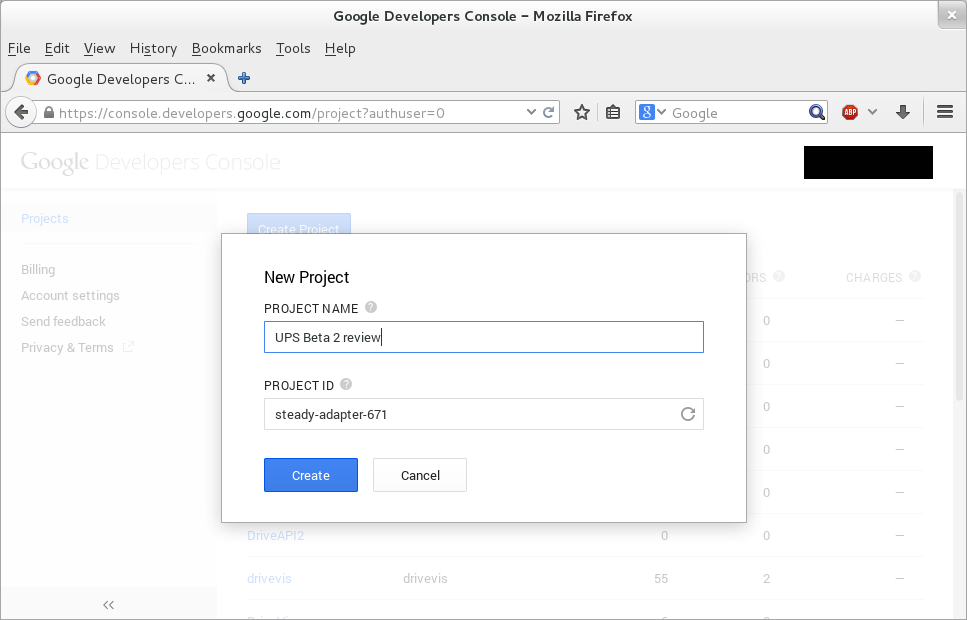 Google Developers Console – Mozilla Firefox
File Edit View History Bookmarks Tools Help
Google Developers C...
https://console.developers.google.com/project?authuser=0
8 Google
ABP
Google Developers Console
Projects
Create Project
Billing
Account settings
Send feedback
Privacy & Terms
New Project
PROJECT NAME ?
UPS Beta 2 review
PROJECT ID ?
steady-adapter-671
Create Cancel
CHARGES ?
0 —
0 —
0 —
0 —
0 —
DriveAPI2 0 0 —
drivevis drivevis 55 2 —